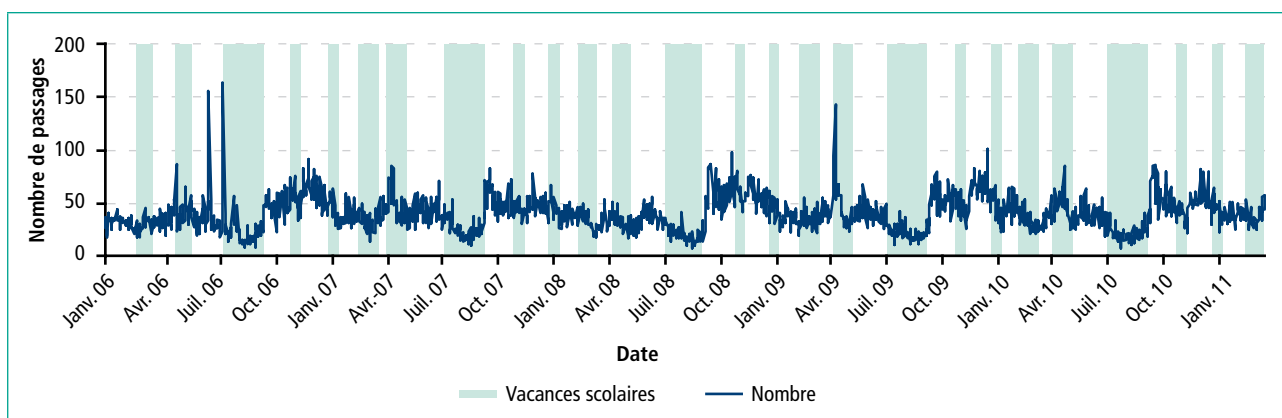 Nombre de passages
200
150
100
50
0
Janv. 06
Avr. 06
Juil. 06
Oct. 06
Janv. 07
Avr-07
Juil. 07
Oct. 07
Janv. 08
Avr. 08
Juil. 08
Oct. 08
Janv. 09
Avr. 09
Juil. 09
Oct. 09
Janv. 10
Avr. 10
Juil. 10
Oct. 10
Janv. 11
Date
Vacances scolaires
Nombre